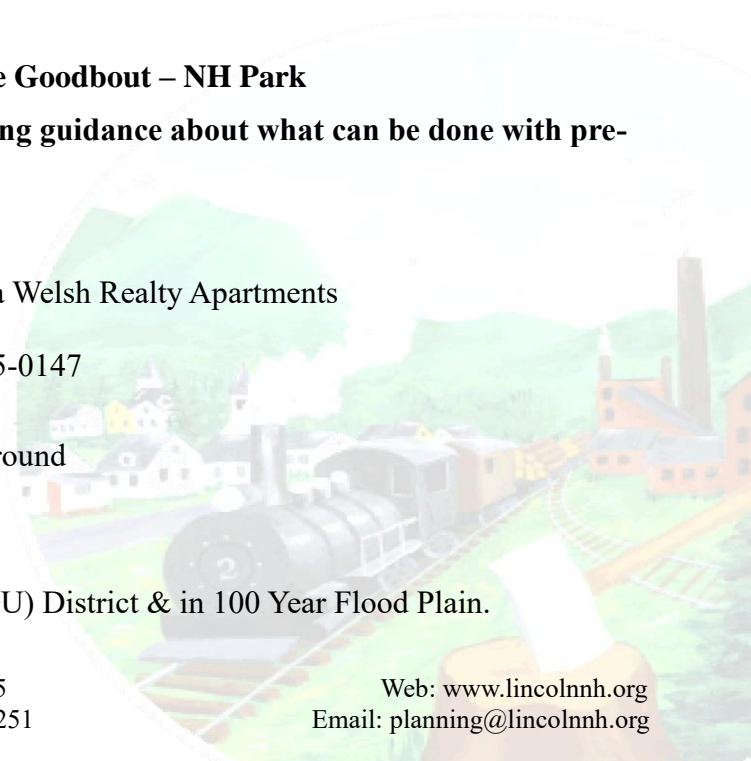 e Goodbout – NH Park
ng guidance about what can be done with pre-
a Welsh Realty Apartments
5-0147
round
2
U) District & in 100 Year Flood Plain.
5 Web: www.lincolnnh.org
251 Email: planning@lincolnnh.org